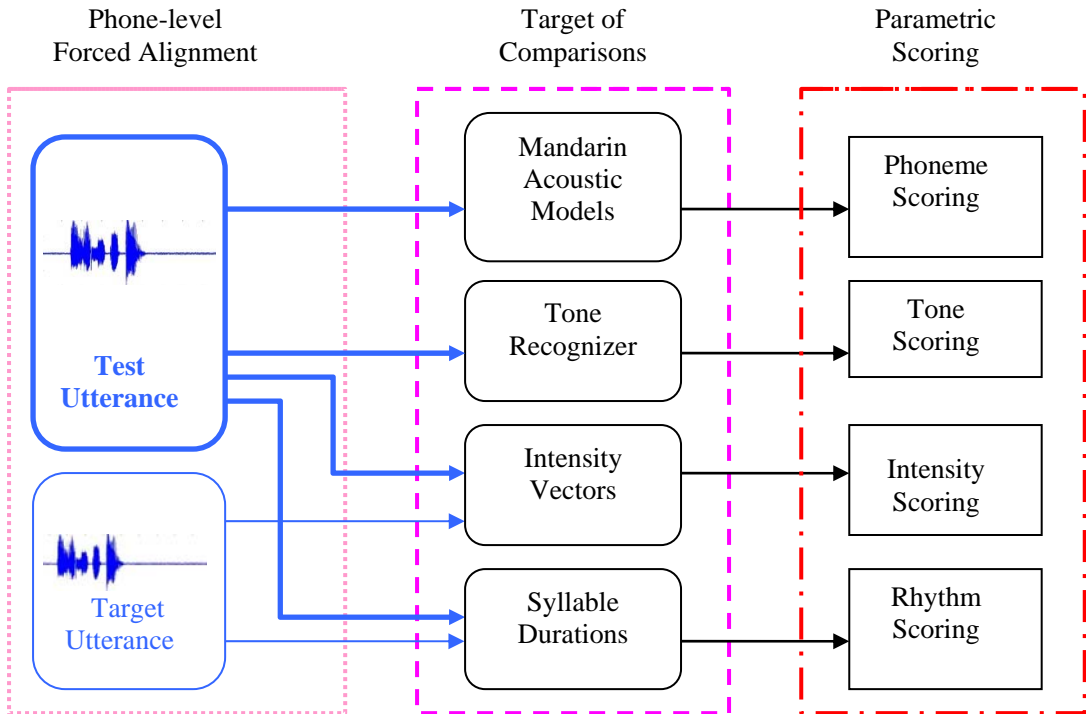 Phone-level
Forced Alignment
Target of
Comparisons
Parametric
Scoring
Test
Utterance
Target
Utterance
Mandarin
Acoustic
Models
Tone
Recognizer
Intensity
Vectors
Syllable
Durations
Phoneme
Scoring
Tone
Scoring
Intensity
Scoring
Rhythm
Scoring